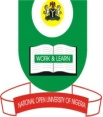 WORK & LEARN
NATIONAL OPEN UNIVERSITY OF NIGERIA